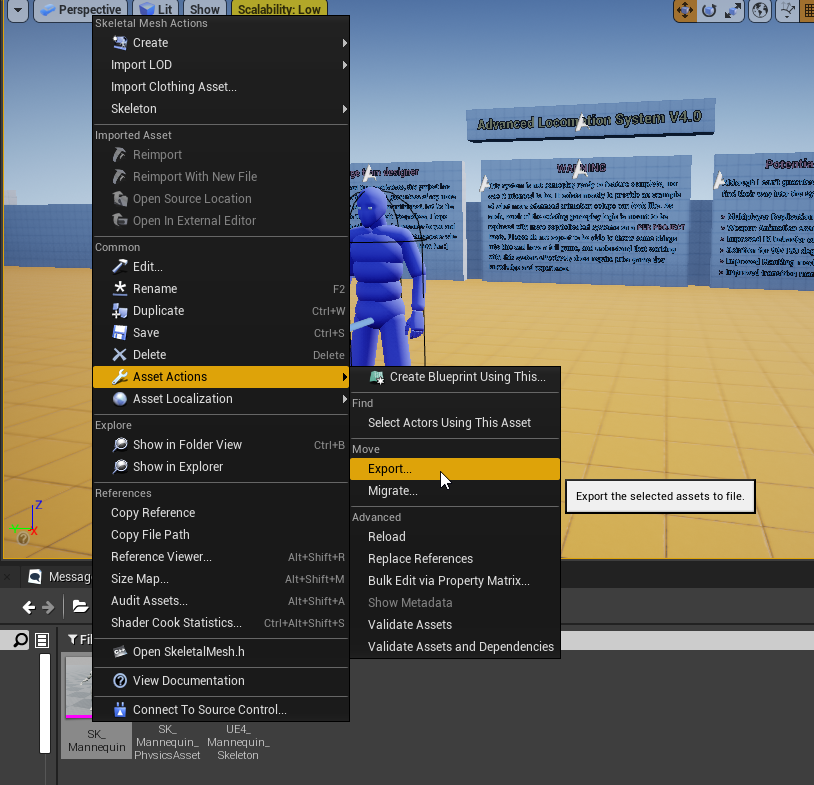 Perspective
Lit
Show
Scalability: Low
Skeletal Mesh Actions
Create
Import LOD
Import Clothing Asset...
Skeleton
Imported Asset
Reimport
Reimport With New File
Open Source Location
Open In External Editor
Common
Edit...
Rename F2
Duplicate Ctrl+W
Save Ctrl+S
Delete Delete
Asset Actions
Asset Localization
Explore
Show in Folder View Ctrl+B
Show in Explorer
References
Copy Reference
Copy File Path
Reference Viewer... Alt+Shift+R
Size Map... Alt+Shift+M
Audit Assets... Alt+Shift+A
Shader Cook Statistics... Ctrl+Alt+Shift+S
Open SkeletalMesh.h
View Documentation
Connect To Source Control...
Create Blueprint Using This...
Find
Select Actors Using This Asset
Move
Export...
Migrate...
Advanced
Reload
Replace References
Bulk Edit via Property Matrix...
Show Metadata
Validate Assets
Validate Assets and Dependencies
Export the selected assets to file.
Advanced Locomotion System V4.0
designer
WARNING
Z
X
Messag
Fil
SK_
Mannequin
SK_
Mannequin_
PhysicsAsset
UE4_
Mannequin_
Skeleton